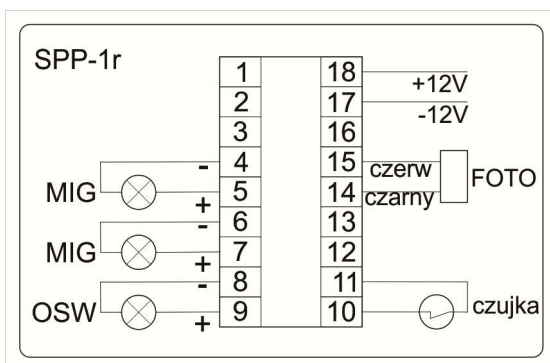 SPP-1r
1 18 +12V
2 17 -12V
3 16
- 4 15 czerw FOTO
MIG + 5 14 czarny
- 6 13
MIG + 7 12
- 8 11
OSW + 9 10 czujka